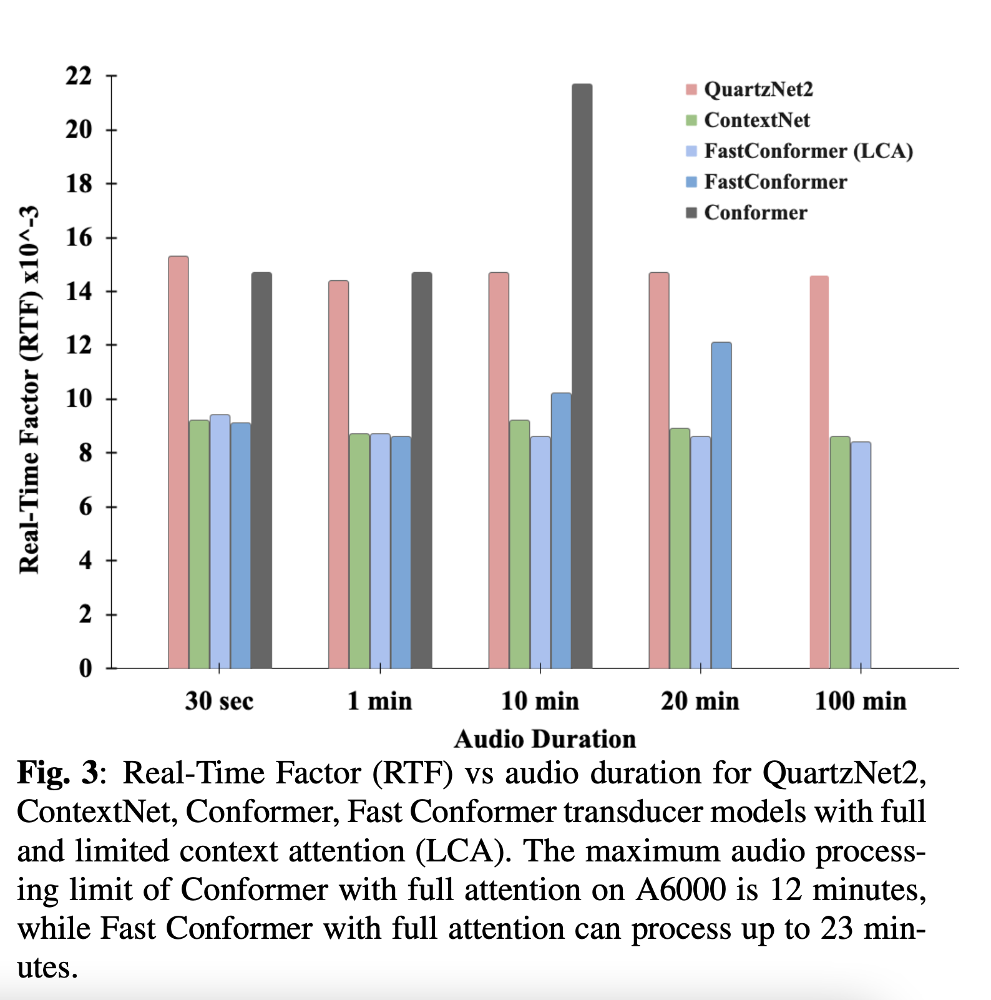 22
20
18
16
14
12
10
8
6
4
2
0
Real-Time Factor (RTF) x10^-3
QuartzNet2
ContextNet
FastConformer (LCA)
FastConformer
Conformer
30 sec
1 min
10 min
20 min
100 min
Audio Duration
Fig. 3: Real-Time Factor (RTF) vs audio duration for QuartzNet2,
ContextNet, Conformer, Fast Conformer transducer models with full
and limited context attention (LCA). The maximum audio process-
ing limit of Conformer with full attention on A6000 is 12 minutes,
while Fast Conformer with full attention can process up to 23 min-
utes.